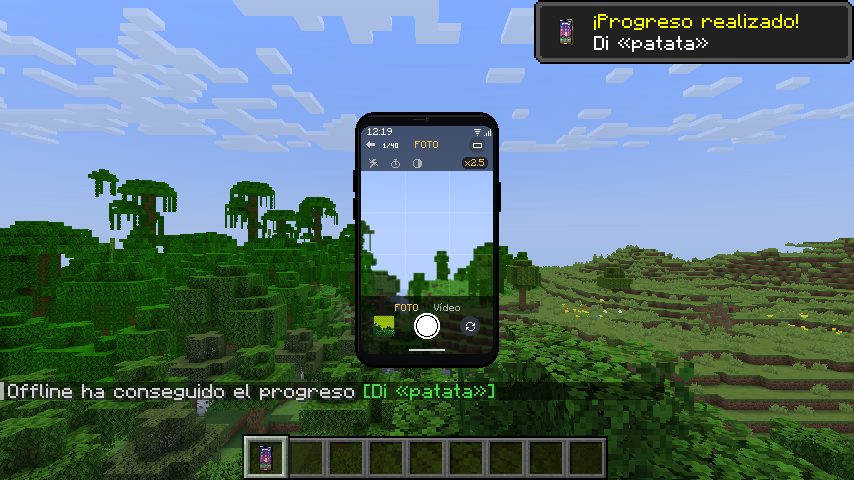 ¡Progreso realizado!
Di «patata»
12:19
1/40 FOTO
x2.5
FOTO Vídeo
Offline ha conseguido el progreso [Di «patata»]